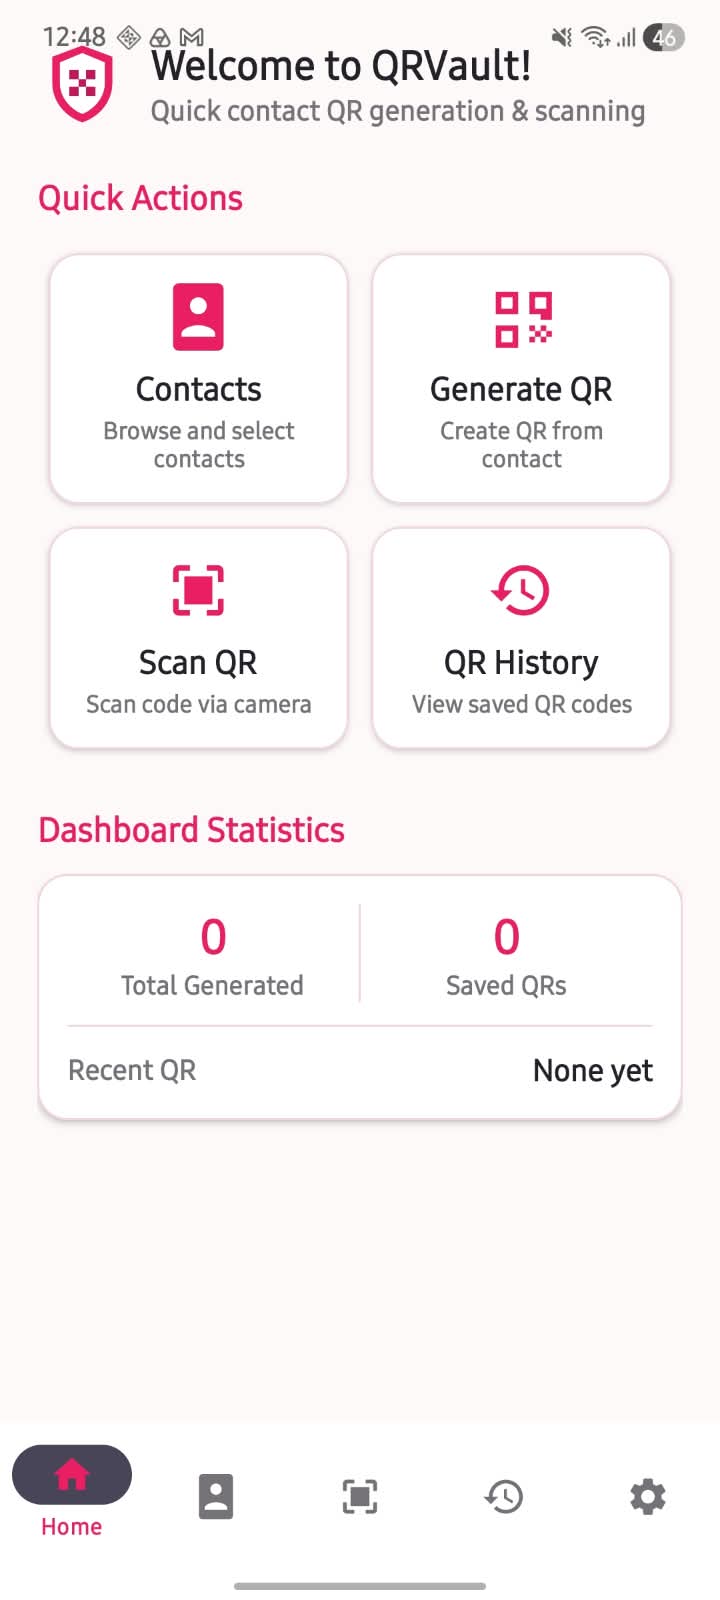 12:48
46
Welcome to QRVault!
Quick contact QR generation & scanning
Quick Actions
Contacts
Browse and select
contacts
Generate QR
Create QR from
contact
Scan QR
Scan code via camera
QR History
View saved QR codes
Dashboard Statistics
0
Total Generated
0
Saved QRs
Recent QR
None yet
Home